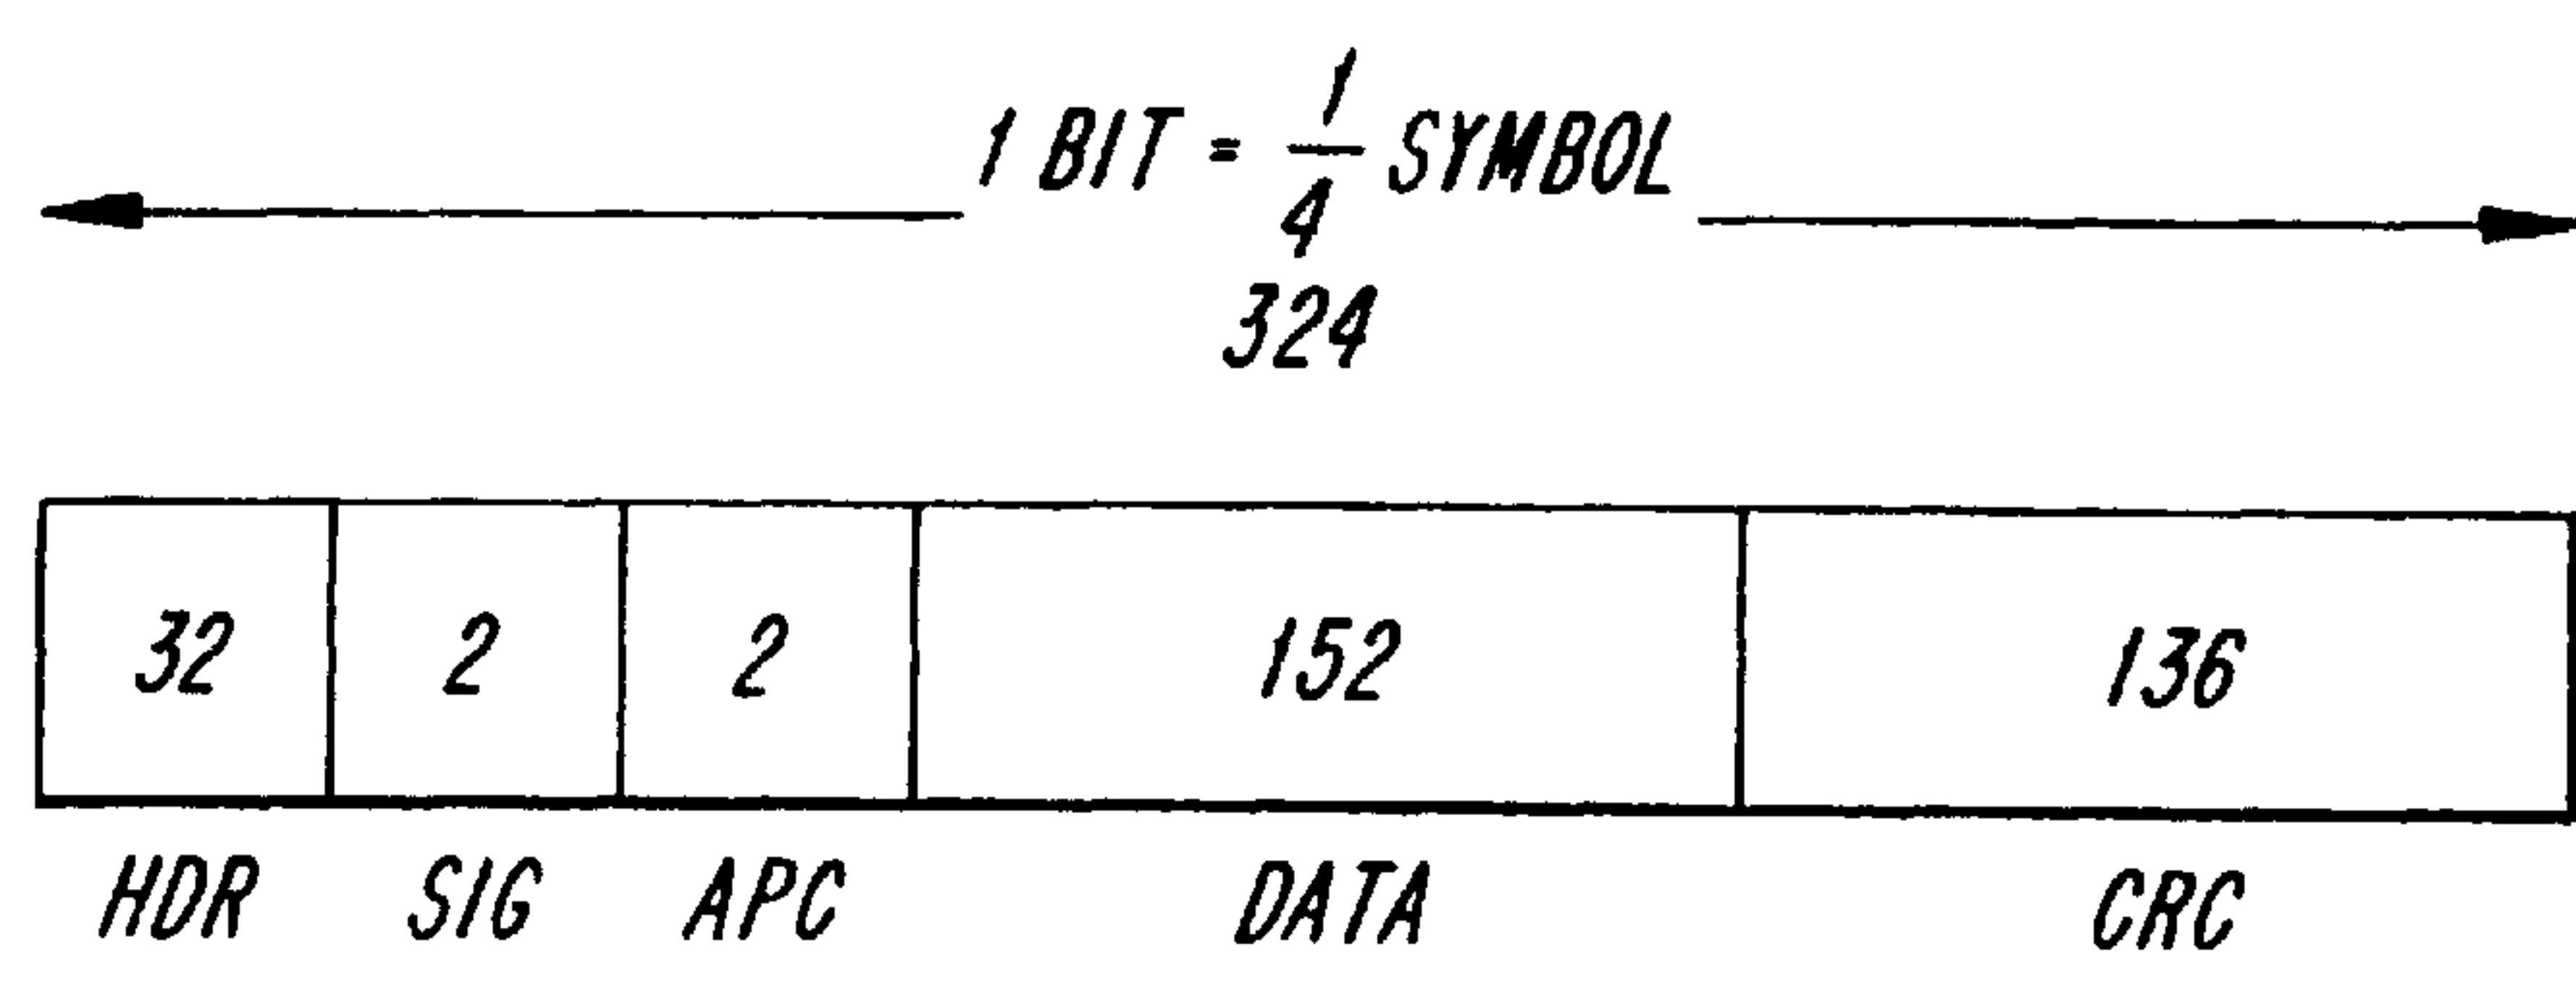 1 BIT = 1/4 SYMBOL
324
32 2 2 152 136
HDR SIG APC DATA CRC